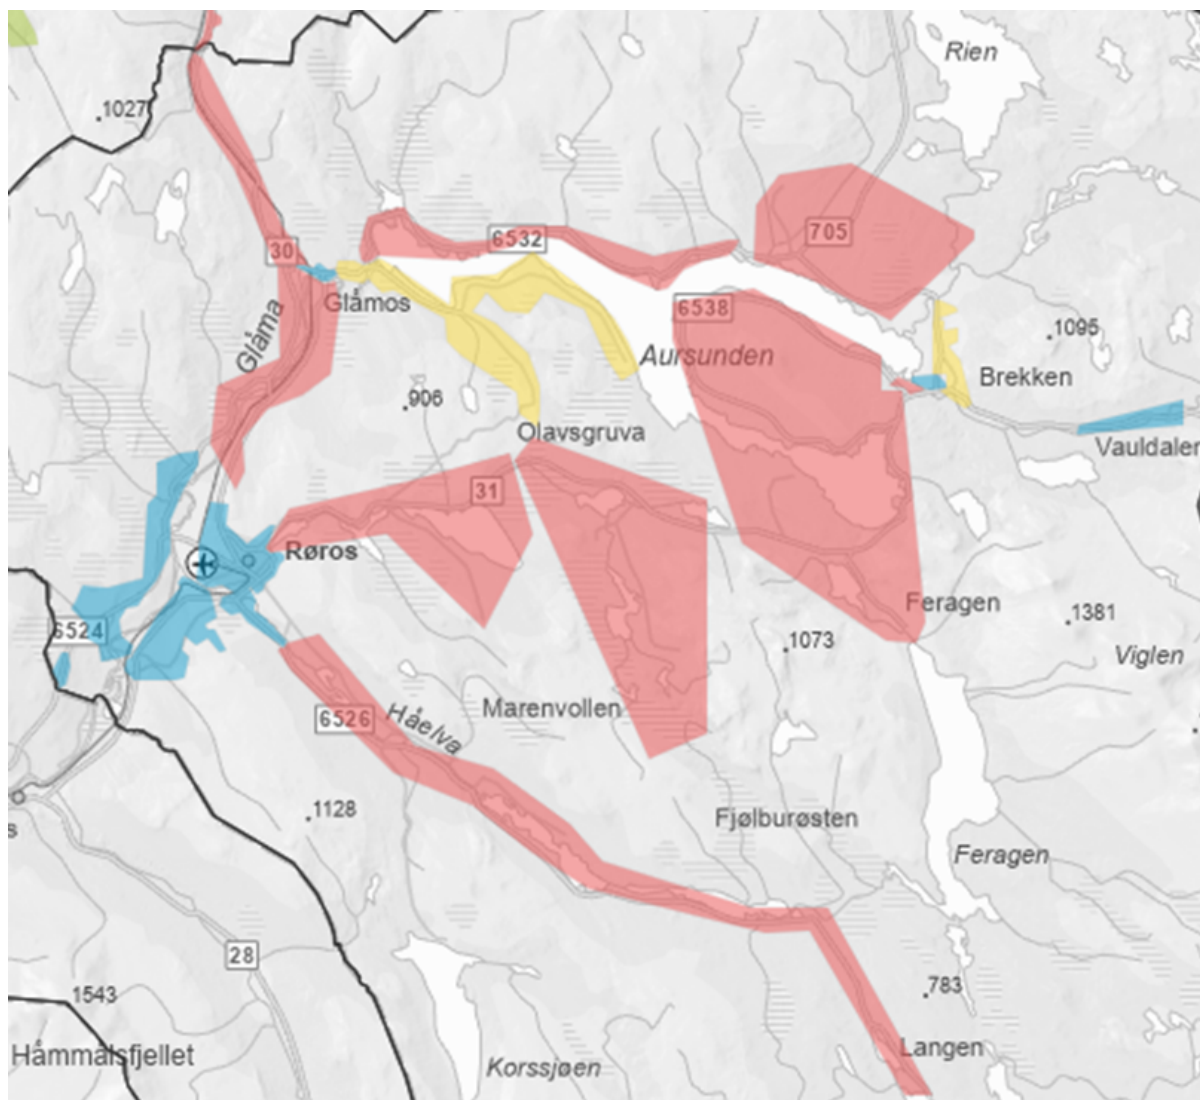 Rien
1027
705
30
6532
Glåmos
6538
Glåma
1095
Aursunden
Brekken
906
Olavsgruva
Vauldalen
31
Røros
Feragen
1381
6524
1073
Viglen
Marenvollen
6526
Håelva
1128
Fjølburøsten
s
Feragen
28
783
1543
Langen
Håmmålsfjellet
Korssjøen